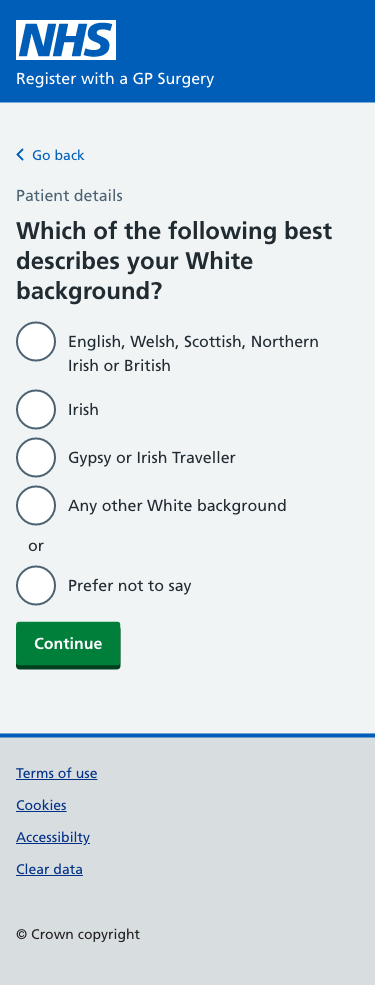 NHS
Register with a GP Surgery
Go back
Patient details
Which of the following best
describes your White
background?
English, Welsh, Scottish, Northern
Irish or British
Irish
Gypsy or Irish Traveller
Any other White background
or
Prefer not to say
Continue
Terms of use
Cookies
Accessibilty
Clear data
© Crown copyright